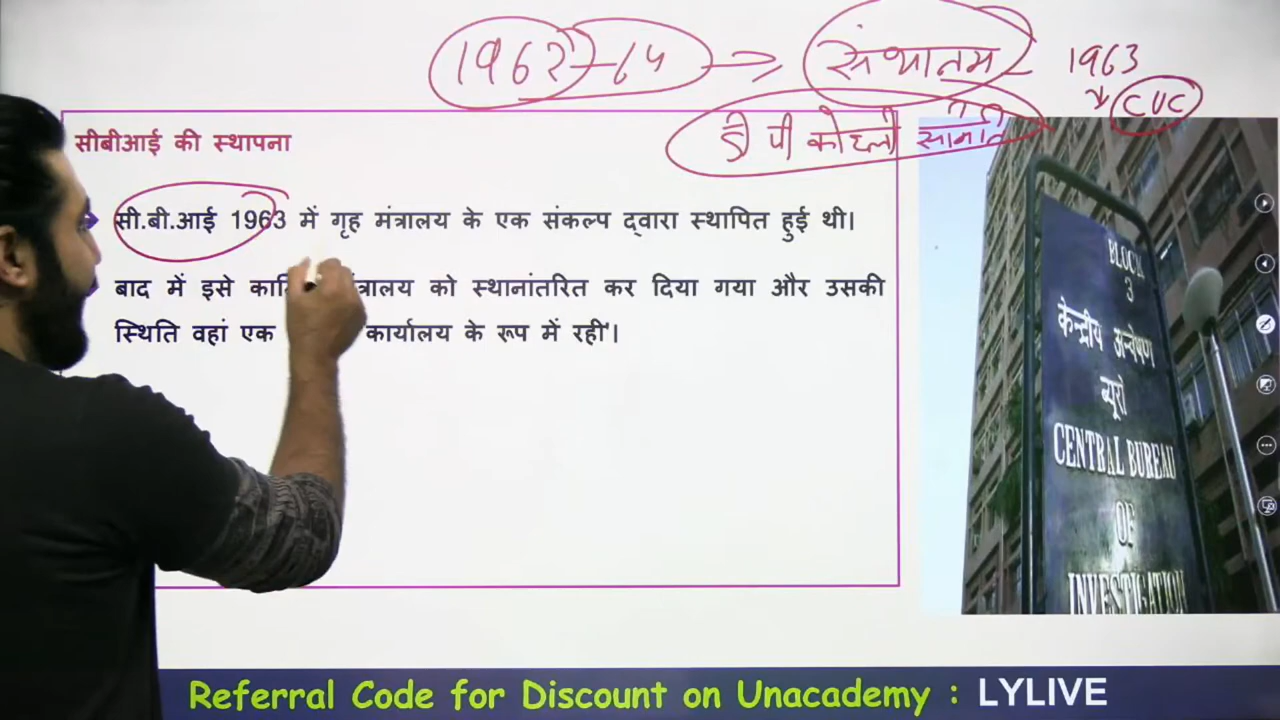 1962-64 → संथानम - 1963
CVC
डी पी कोहली समिति
सीबीआई की स्थापना
सी.बी.आई 1963 में गृह मंत्रालय के एक संकल्प द्वारा स्थापित हुई थी।
बाद में इसे मंत्रालय को स्थानांतरित कर दिया गया और उसकी
स्थिति वहां एक कार्यालय के रूप में रही'।
BLOCK
3
केन्द्रीय अन्वेषण
ब्यूरो
CENTRAL BUREAU
OF
INVESTIGATION
Referral Code for Discount on Unacademy : LYLIVE